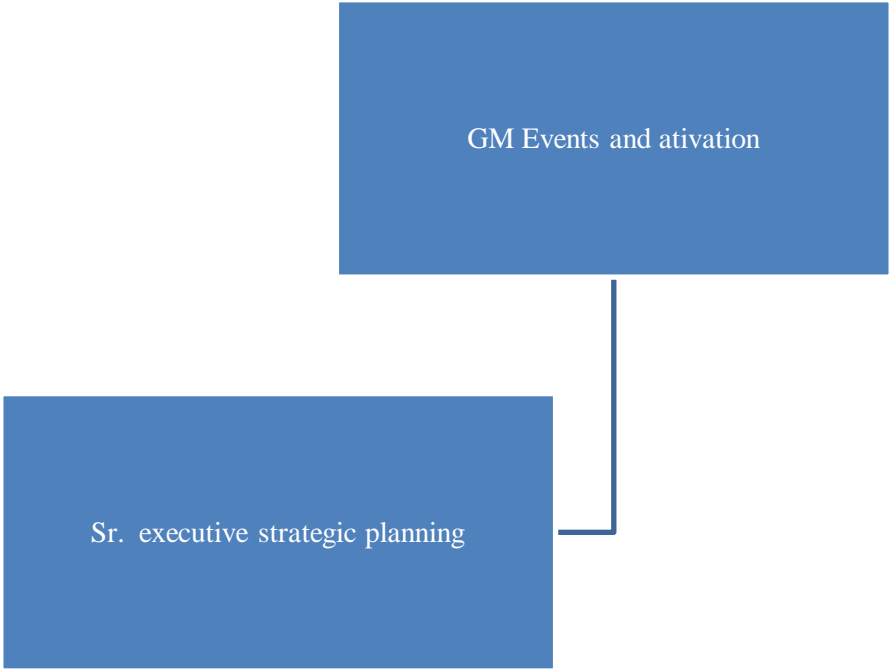 GM Events and ativation
Sr. executive strategic planning